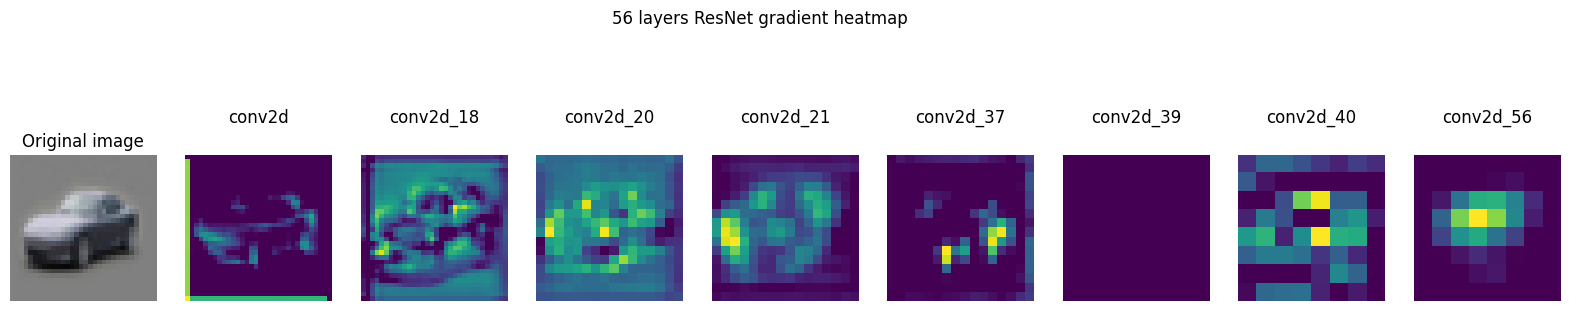 56 layers ResNet gradient heatmap
Original image
conv2d
conv2d_18
conv2d_20
conv2d_21
conv2d_37
conv2d_39
conv2d_40
conv2d_56